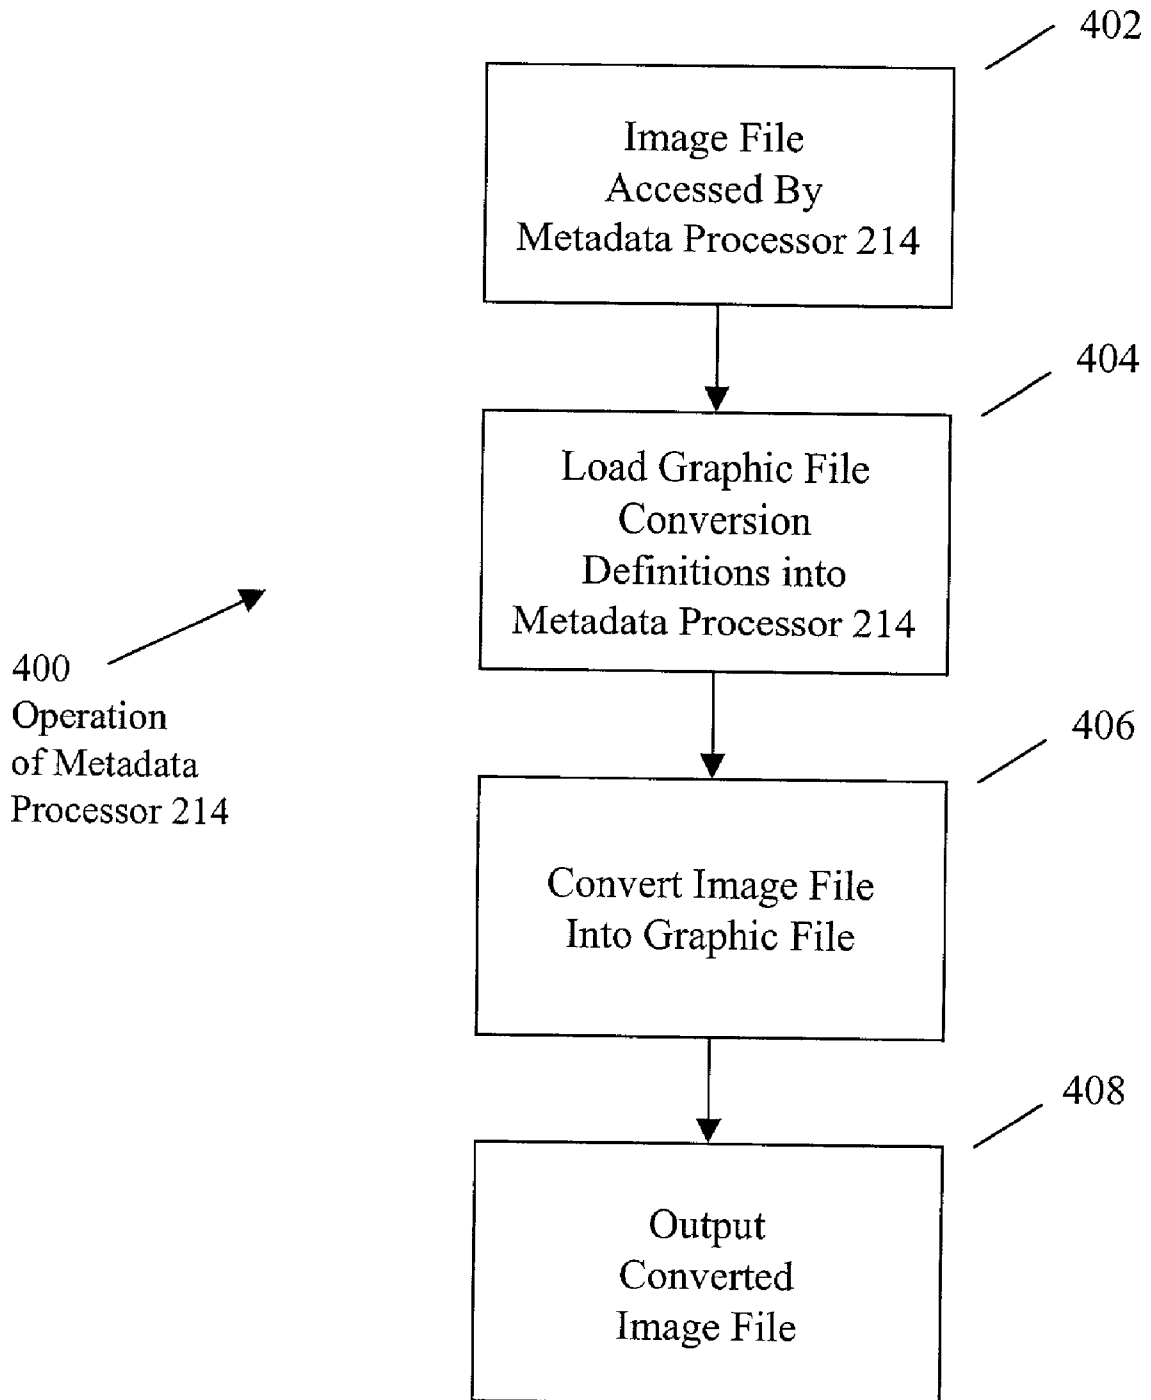 402
Image File
Accessed By
Metadata Processor 214
404
Load Graphic File
Conversion
Definitions into
Metadata Processor 214
400
Operation
of Metadata
Processor 214
406
Convert Image File
Into Graphic File
408
Output
Converted
Image File